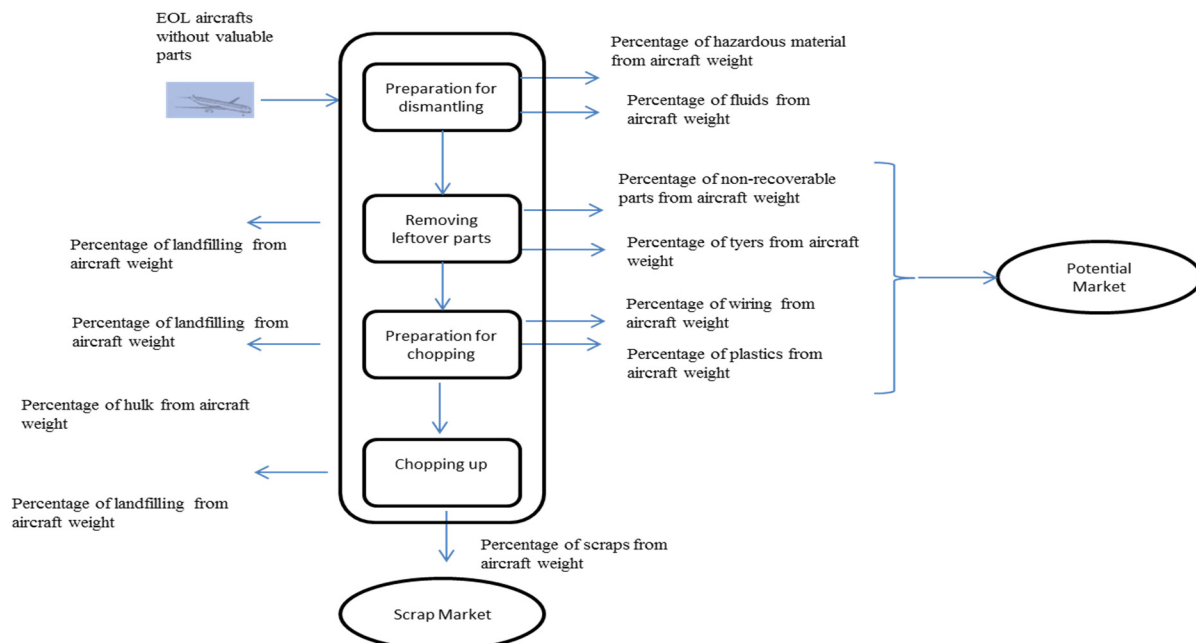 EOL aircrafts
without valuable
parts
Preparation for
dismantling
Percentage of hazardous material
from aircraft weight
Percentage of fluids from
aircraft weight
Removing
leftover parts
Percentage of non-recoverable
parts from aircraft weight
Percentage of tyers from aircraft
weight
Percentage of landfilling from
aircraft weight
Potential
Market
Preparation for
chopping
Percentage of wiring from
aircraft weight
Percentage of plastics from
aircraft weight
Percentage of landfilling from
aircraft weight
Percentage of hulk from aircraft
weight
Chopping up
Percentage of landfilling from
aircraft weight
Percentage of scraps from
aircraft weight
Scrap Market